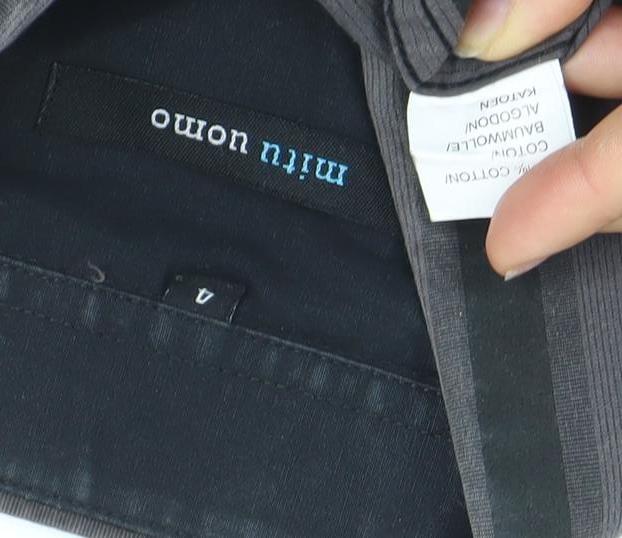 mitu uomo
4
COTTON/
COTON/
BAUMWOLLE/
ALGODON/
KATOEN